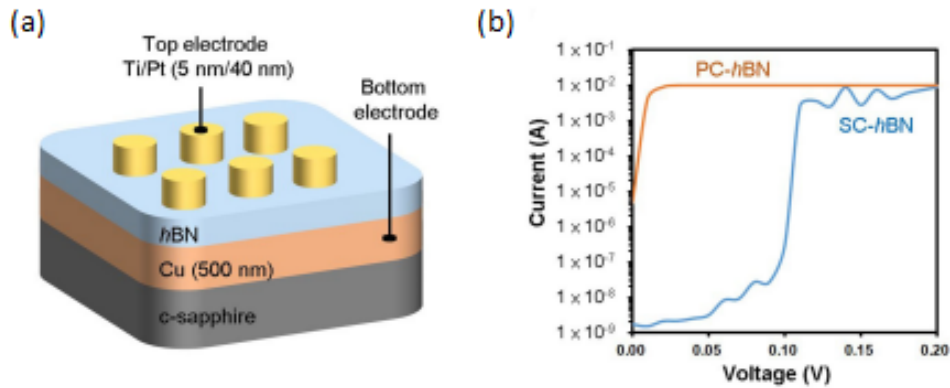 (a)
Top electrode
Ti/Pt (5 nm/40 nm)
Bottom
electrode
hBN
Cu (500 nm)
c-sapphire
(b)
1 x 10⁻¹
1 x 10⁻²
1 x 10⁻³
1 x 10⁻⁴
1 x 10⁻⁵
1 x 10⁻⁶
1 x 10⁻⁷
1 x 10⁻⁸
1 x 10⁻⁹
Current (A)
PC-hBN
SC-hBN
0.00
0.05
0.10
0.15
0.20
Voltage (V)